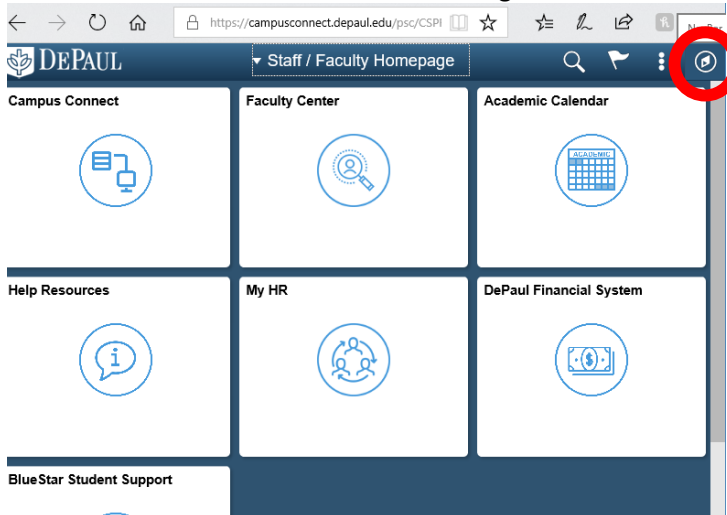 https://campusconnect.depaul.edu/psc/CSPI
DEPAUL
Staff / Faculty Homepage
Campus Connect
Faculty Center
Academic Calendar
ACADEMIC
Help Resources
My HR
DePaul Financial System
BlueStar Student Support